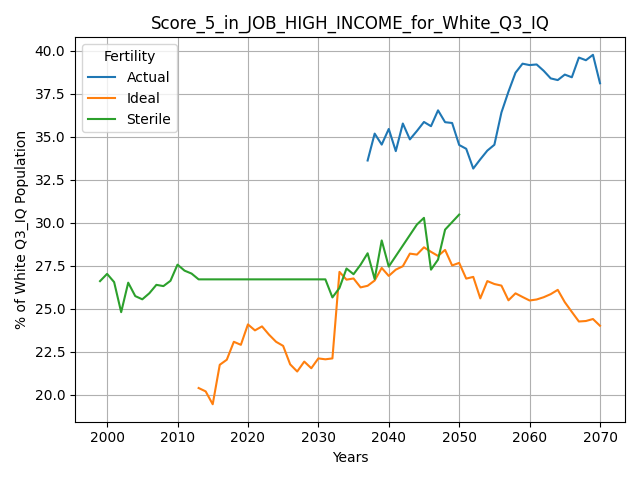 Score_5_in_JOB_HIGH_INCOME_for_White_Q3_IQ
Fertility
Actual
Ideal
Sterile
% of White Q3_IQ Population
40.0
37.5
35.0
32.5
30.0
27.5
25.0
22.5
20.0
2000 2010 2020 2030 2040 2050 2060 2070
Years